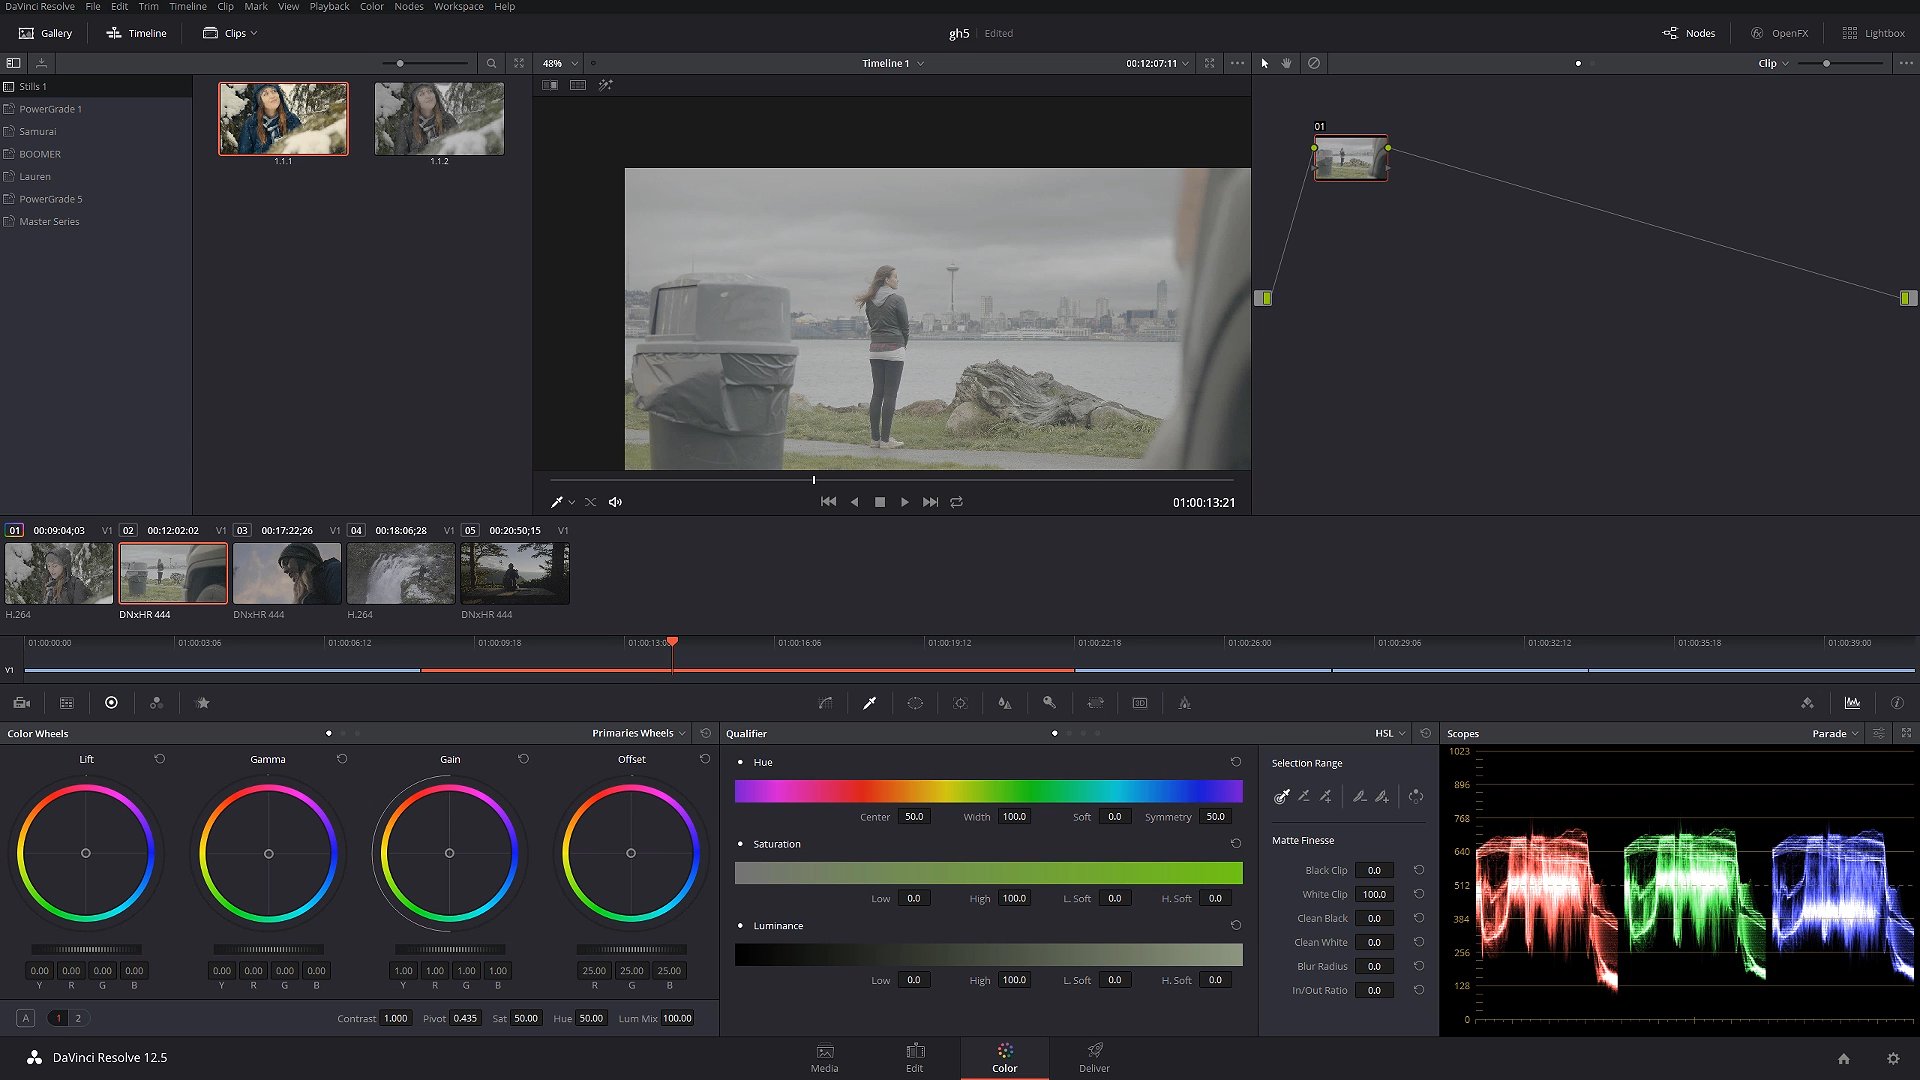 DaVinci Resolve File Edit Trim Timeline Clip Mark View Playback Color Nodes Workspace Help
Gallery Timeline Clips gh5 Edited Nodes OpenFX Lightbox
48% Timeline 1 00:12:07:11 Clip
Stills 1
PowerGrade 1
Samurai
BOOMER
Lauren
PowerGrade 5
Master Series
1.1.1 1.1.2
01
01:00:13:21
01 00:09:04;03 V1 02 00:12:02:02 V1 03 00:17:22;26 V1 04 00:18:06;28 V1 05 00:20:50;15 V1
H.264 DNxHR 444 DNxHR 444 H.264 DNxHR 444
01:00:00:00 01:00:03:06 01:00:06:12 01:00:09:18 01:00:13:0 01:00:16:06 01:00:19:12 01:00:22:18 01:00:26:00 01:00:29:06 01:00:32:12 01:00:35:18 01:00:39:00
V1
3D
Color Wheels Primaries Wheels Qualifier HSL Scopes Parade
Lift Gamma Gain Offset
0.00 0.00 0.00 0.00 0.00 0.00 0.00 0.00 1.00 1.00 1.00 1.00 25.00 25.00 25.00
Y R G B Y R G B Y R G B R G B
A 1 2 Contrast 1.000 Pivot 0.435 Sat 50.00 Hue 50.00 Lum Mix 100.00
Hue
Center 50.0 Width 100.0 Soft 0.0 Symmetry 50.0
Saturation
Low 0.0 High 100.0 L. Soft 0.0 H. Soft 0.0
Luminance
Low 0.0 High 100.0 L. Soft 0.0 H. Soft 0.0
Selection Range
Matte Finesse
Black Clip 0.0
White Clip 100.0
Clean Black 0.0
Clean White 0.0
Blur Radius 0.0
In/Out Ratio 0.0
1023
896
768
640
512
384
256
128
0
DaVinci Resolve 12.5 Media Edit Color Deliver